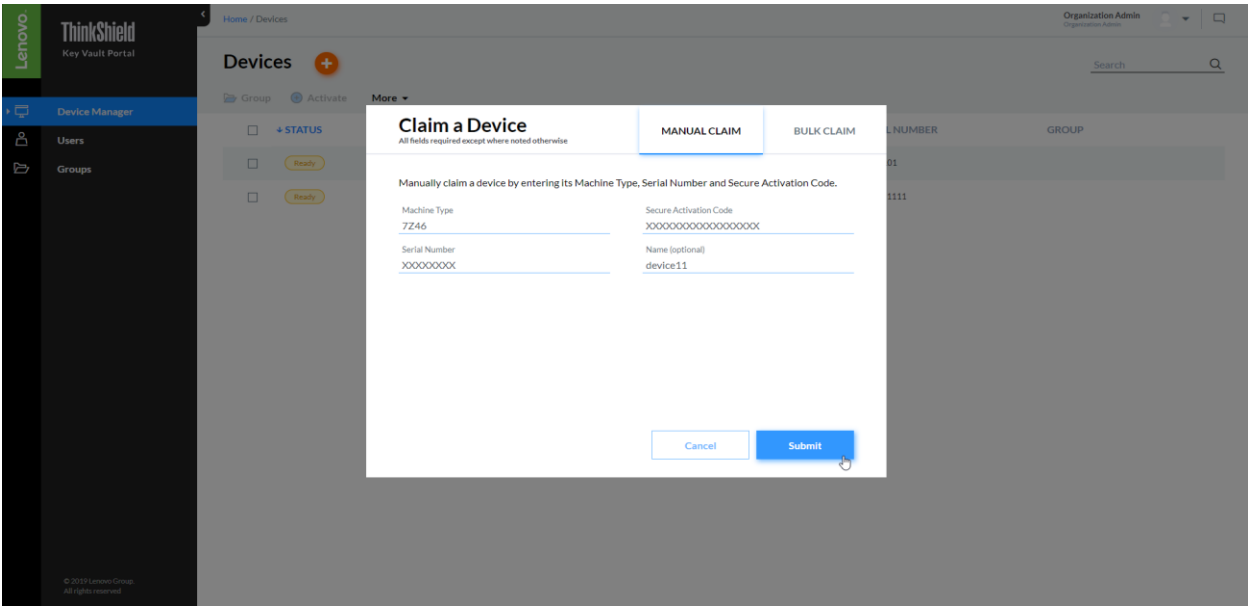 Lenovo.
ThinkShield
Key Vault Portal
Device Manager
Users
Groups
© 2019 Lenovo Group.
All rights reserved
Home / Devices
Organization Admin
Organization Admin
Devices
Search
Group Activate More
STATUS
L NUMBER
GROUP
Ready
01
Ready
1111
Claim a Device
All fields required except where noted otherwise
MANUAL CLAIM
BULK CLAIM
Manually claim a device by entering its Machine Type, Serial Number and Secure Activation Code.
Machine Type
7Z46
Secure Activation Code
XXXXXXXXXXXXXXXX
Serial Number
XXXXXXXX
Name (optional)
device11
Cancel
Submit